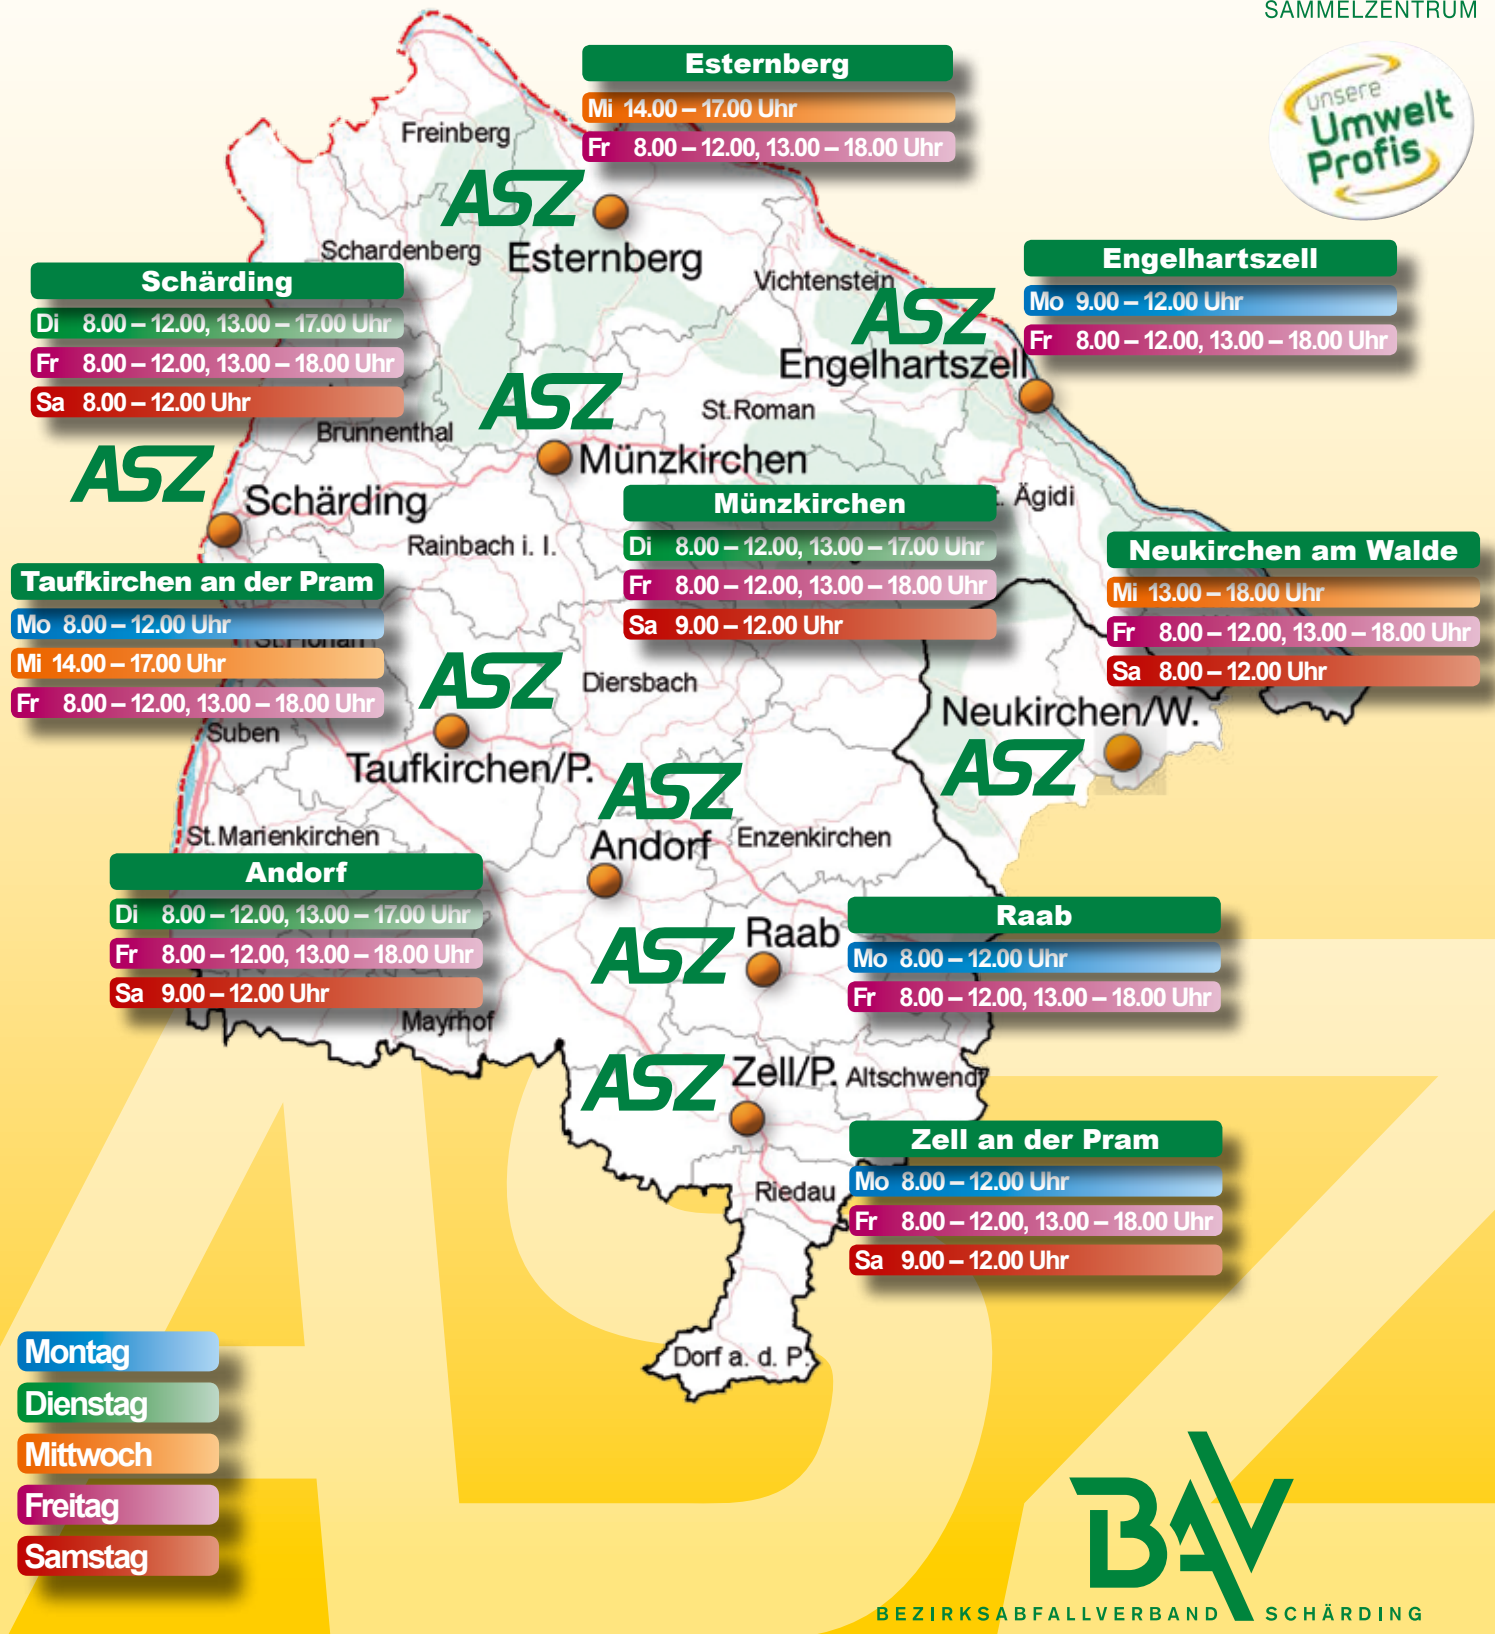 SAMMELZENTRUM
unsere
Umwelt
Profis
Esternberg
Mi 14.00 – 17.00 Uhr
Fr 8.00 – 12.00, 13.00 – 18.00 Uhr
Freinberg
ASZ
Esternberg
Schardenberg
Vichtenstein
Engelhartszell
Mo 9.00 – 12.00 Uhr
Fr 8.00 – 12.00, 13.00 – 18.00 Uhr
ASZ
Engelhartszell
Schärding
Di 8.00 – 12.00, 13.00 – 17.00 Uhr
Fr 8.00 – 12.00, 13.00 – 18.00 Uhr
Sa 8.00 – 12.00 Uhr
ASZ
St.Roman
Brunnenthal
Münzkirchen
ASZ
Schärding
Münzkirchen
Di 8.00 – 12.00, 13.00 – 17.00 Uhr
Fr 8.00 – 12.00, 13.00 – 18.00 Uhr
Sa 9.00 – 12.00 Uhr
Ägidi
Rainbach i. I.
Neukirchen am Walde
Mi 13.00 – 18.00 Uhr
Fr 8.00 – 12.00, 13.00 – 18.00 Uhr
Sa 8.00 – 12.00 Uhr
Taufkirchen an der Pram
Mo 8.00 – 12.00 Uhr
Mi 14.00 – 17.00 Uhr
Fr 8.00 – 12.00, 13.00 – 18.00 Uhr
St.Florian
ASZ
Diersbach
Suben
Taufkirchen/P.
Neukirchen/W.
ASZ
ASZ
Andorf
Enzenkirchen
St.Marienkirchen
Andorf
Di 8.00 – 12.00, 13.00 – 17.00 Uhr
Fr 8.00 – 12.00, 13.00 – 18.00 Uhr
Sa 9.00 – 12.00 Uhr
Raab
ASZ
Raab
Mo 8.00 – 12.00 Uhr
Fr 8.00 – 12.00, 13.00 – 18.00 Uhr
Mayrhof
ASZ
Zell/P.
Altschwendt
Zell an der Pram
Mo 8.00 – 12.00 Uhr
Fr 8.00 – 12.00, 13.00 – 18.00 Uhr
Sa 9.00 – 12.00 Uhr
Riedau
Dorf a. d. P.
Montag
Dienstag
Mittwoch
Freitag
Samstag
ASZ
BAV
BEZIRKSABFALLVERBAND SCHÄRDING